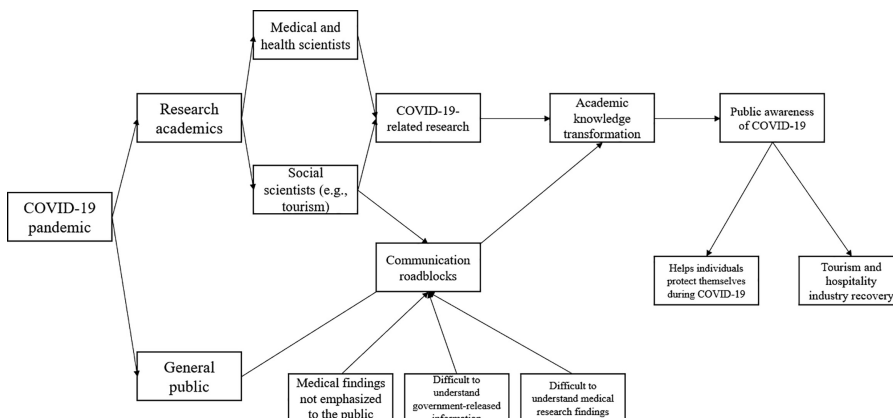 Medical and
health scientists
Research
academics
COVID-19-
related research
Academic
knowledge
transformation
Public awareness
of COVID-19
Social
scientists (e.g.,
tourism)
COVID-19
pandemic
Communication
roadblocks
Helps individuals
protect themselves
during COVID-19
Tourism and
hospitality
industry recovery
General
public
Medical findings
not emphasized
to the public
Difficult to
understand
government-released
information
Difficult to
understand medical
research findings